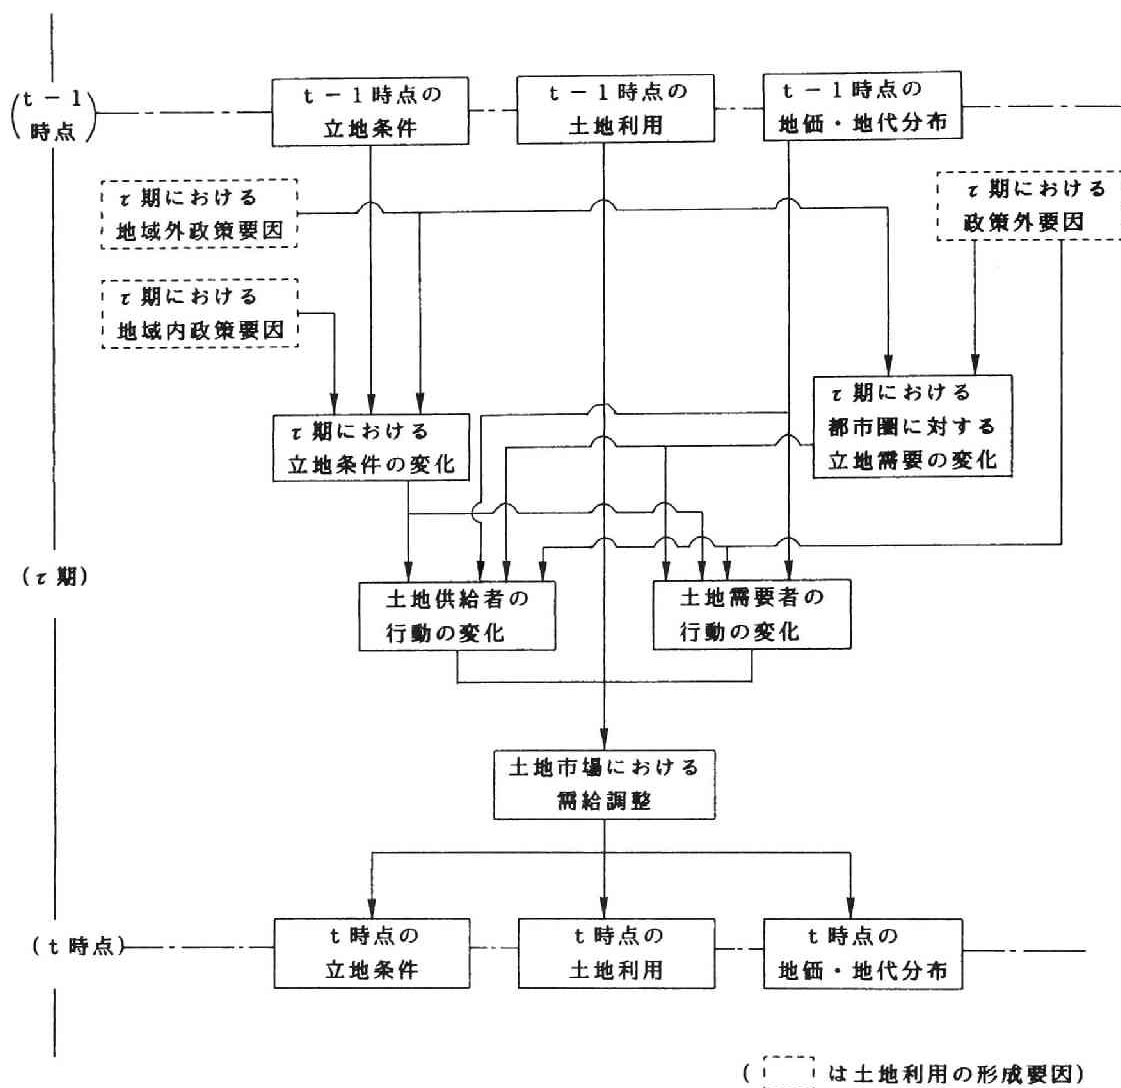 (t−1
時点)
t−1時点の
立地条件
t−1時点の
土地利用
t−1時点の
地価・地代分布
τ期における
地域外政策要因
τ期における
政策外要因
τ期における
地域内政策要因
τ期における
立地条件の変化
τ期における
都市圏に対する
立地需要の変化
(τ期)
土地供給者の
行動の変化
土地需要者の
行動の変化
土地市場における
需給調整
(t時点)
t時点の
立地条件
t時点の
土地利用
t時点の
地価・地代分布
( は土地利用の形成要因)